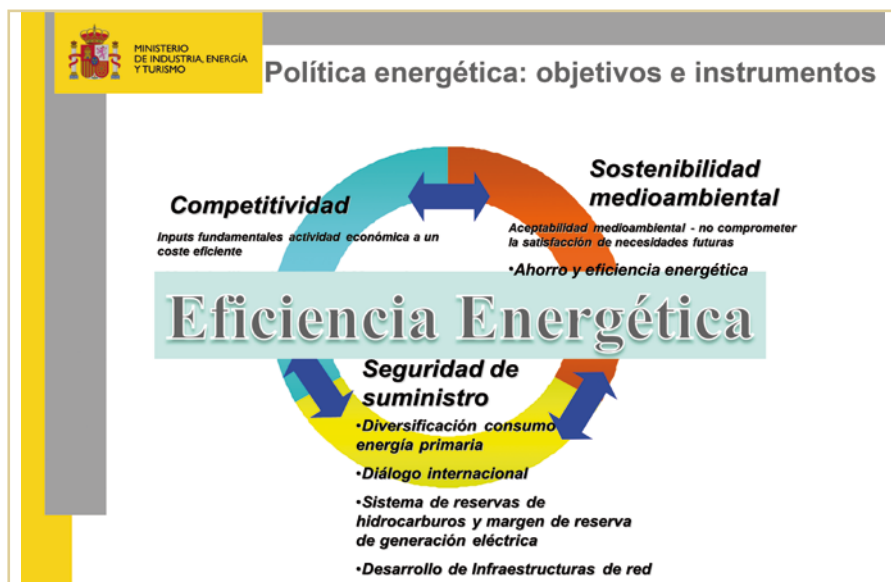 MINISTERIO
DE INDUSTRIA, ENERGÍA
Y TURISMO
Política energética: objetivos e instrumentos
Competitividad
Inputs fundamentales actividad económica a un
coste eficiente
Sostenibilidad
medioambiental
Aceptabilidad medioambiental - no comprometer
la satisfacción de necesidades futuras
•Ahorro y eficiencia energética
Eficiencia Energética
Seguridad de
suministro
•Diversificación consumo
energía primaria
•Diálogo internacional
•Sistema de reservas de
hidrocarburos y margen de reserva
de generación eléctrica
•Desarrollo de Infraestructuras de red